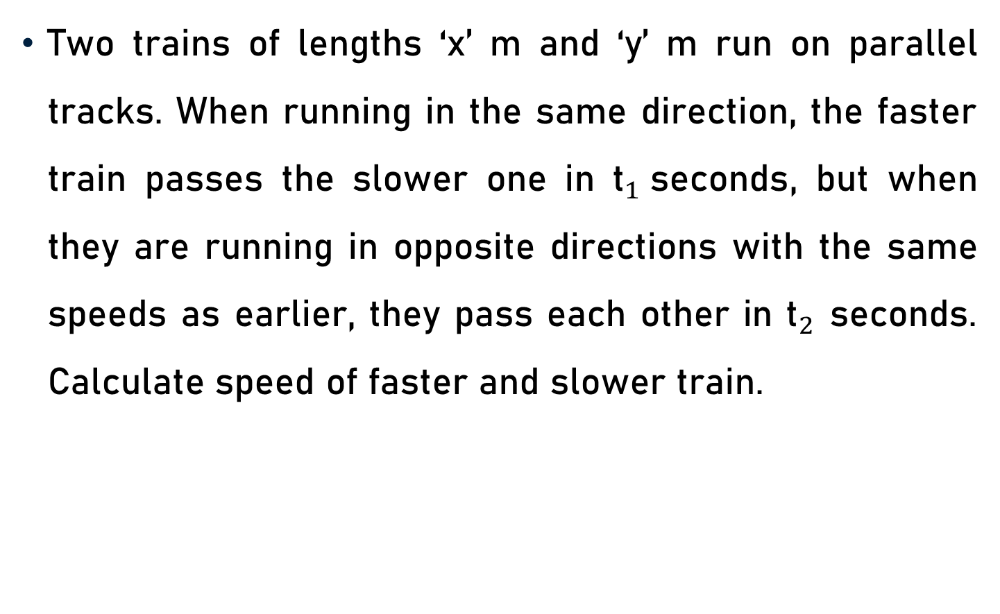 • Two trains of lengths ‘x’ m and ‘y’ m run on parallel
tracks. When running in the same direction, the faster
train passes the slower one in t₁ seconds, but when
they are running in opposite directions with the same
speeds as earlier, they pass each other in t₂ seconds.
Calculate speed of faster and slower train.